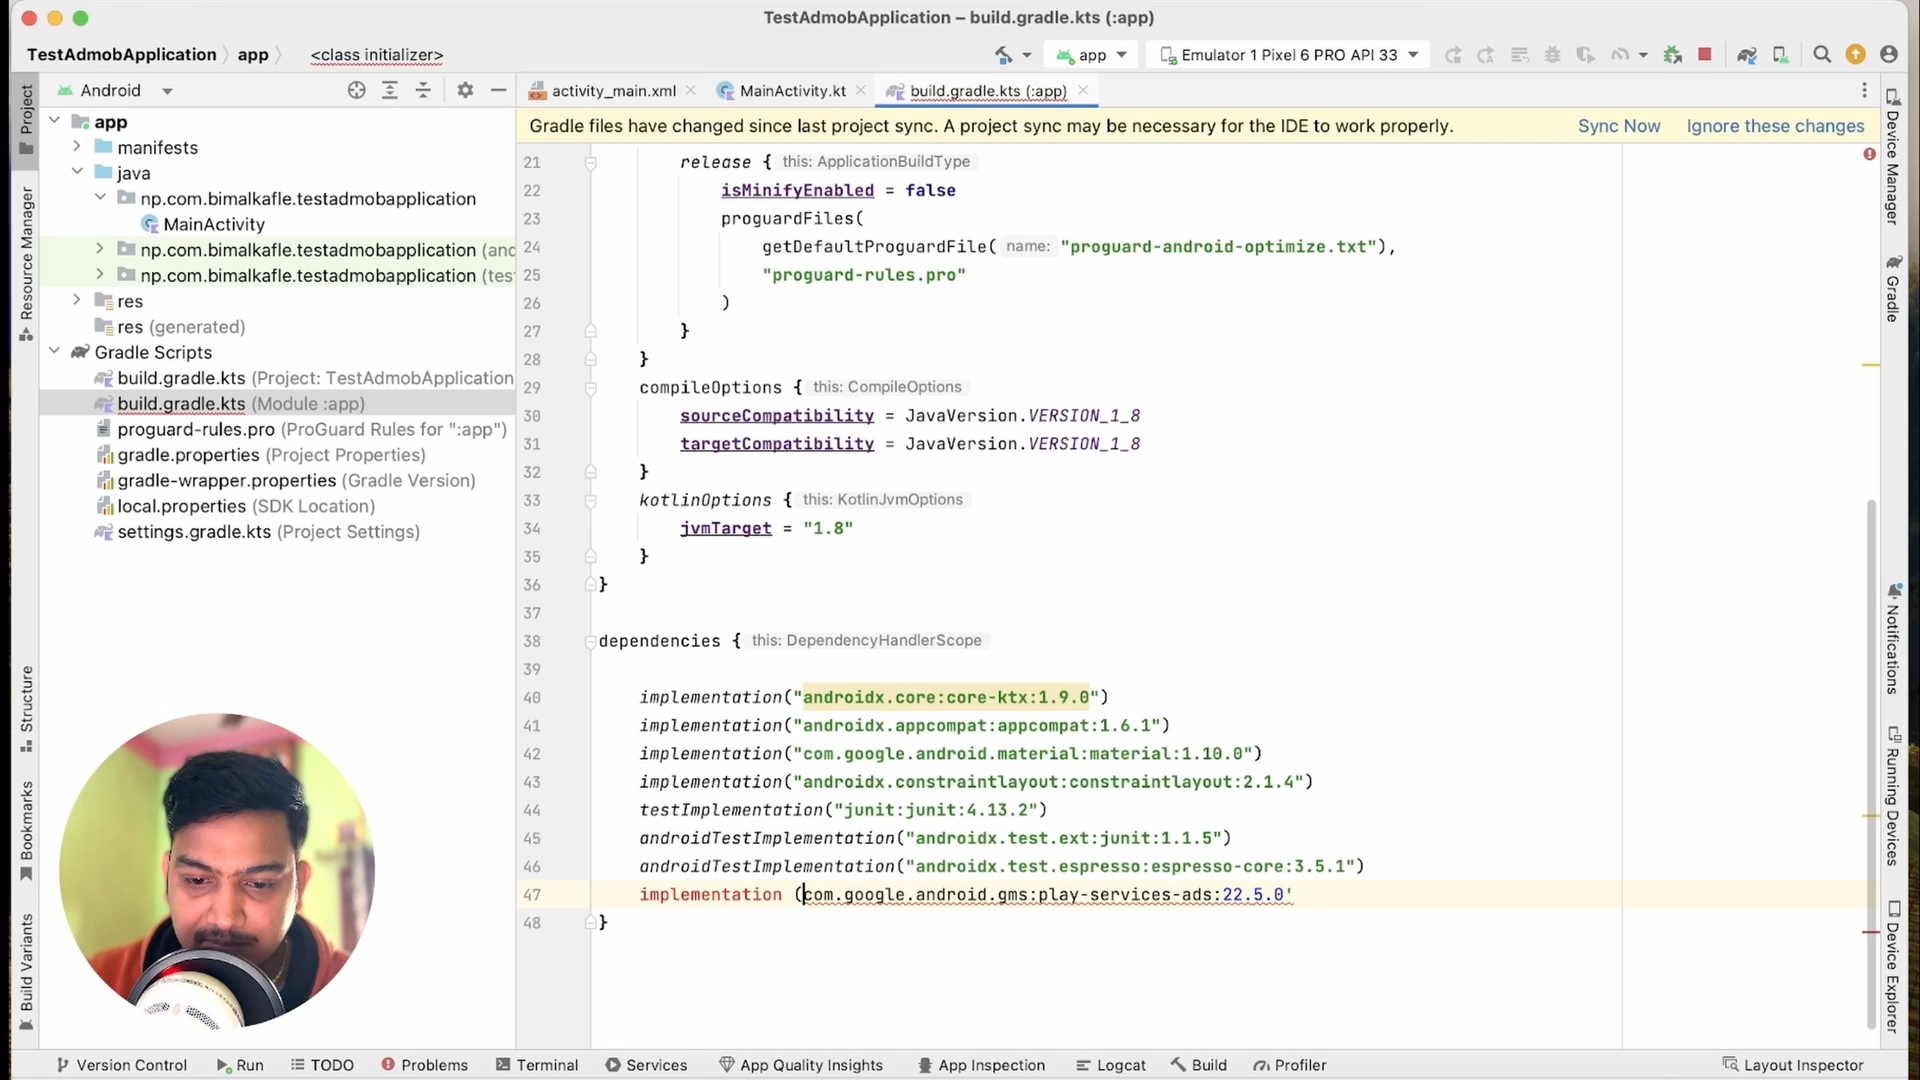 TestAdmobApplication – build.gradle.kts (:app)
TestAdmobApplication app <class initializer>
app Emulator 1 Pixel 6 PRO API 33
Android
activity_main.xml MainActivity.kt build.gradle.kts (:app)
Gradle files have changed since last project sync. A project sync may be necessary for the IDE to work properly. Sync Now Ignore these changes
Project
Resource Manager
Structure
Bookmarks
Build Variants
app
manifests
java
np.com.bimalkafle.testadmobapplication
MainActivity
np.com.bimalkafle.testadmobapplication (and
np.com.bimalkafle.testadmobapplication (tes
res
res (generated)
Gradle Scripts
build.gradle.kts (Project: TestAdmobApplication
build.gradle.kts (Module :app)
proguard-rules.pro (ProGuard Rules for ":app")
gradle.properties (Project Properties)
gradle-wrapper.properties (Gradle Version)
local.properties (SDK Location)
settings.gradle.kts (Project Settings)
21 release { this: ApplicationBuildType
22 isMinifyEnabled = false
23 proguardFiles(
24 getDefaultProguardFile( name: "proguard-android-optimize.txt"),
25 "proguard-rules.pro"
26 )
27 }
28 }
29 compileOptions { this: CompileOptions
30 sourceCompatibility = JavaVersion.VERSION_1_8
31 targetCompatibility = JavaVersion.VERSION_1_8
32 }
33 kotlinOptions { this: KotlinJvmOptions
34 jvmTarget = "1.8"
35 }
36 }
37
38 dependencies { this: DependencyHandlerScope
39
40 implementation("androidx.core:core-ktx:1.9.0")
41 implementation("androidx.appcompat:appcompat:1.6.1")
42 implementation("com.google.android.material:material:1.10.0")
43 implementation("androidx.constraintlayout:constraintlayout:2.1.4")
44 testImplementation("junit:junit:4.13.2")
45 androidTestImplementation("androidx.test.ext:junit:1.1.5")
46 androidTestImplementation("androidx.test.espresso:espresso-core:3.5.1")
47 implementation (com.google.android.gms:play-services-ads:22.5.0'
48 }
Device Manager
Gradle
Notifications
Running Devices
Device Explorer
Version Control Run TODO Problems Terminal Services App Quality Insights App Inspection Logcat Build Profiler Layout Inspector